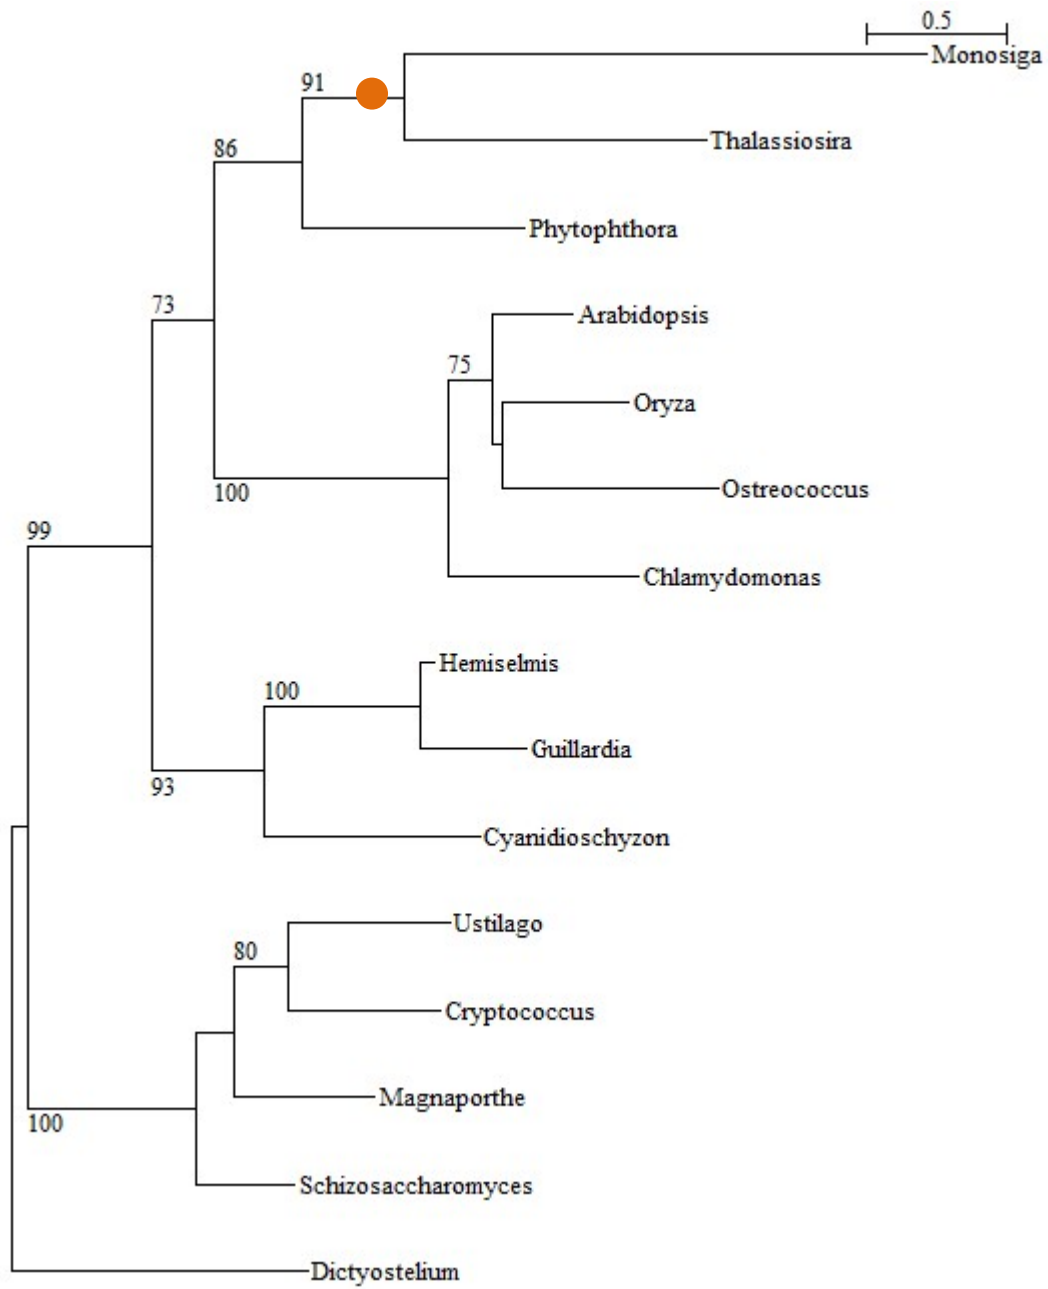 0.5
Monosiga
91
Thalassiosira
86
Phytophthora
73
Arabidopsis
75
Oryza
100
Ostreococcus
99
Chlamydomonas
Hemiselmis
100
Guillardia
93
Cyanidioschyzon
Ustilago
80
Cryptococcus
Magnaporthe
100
Schizosaccharomyces
Dictyostelium